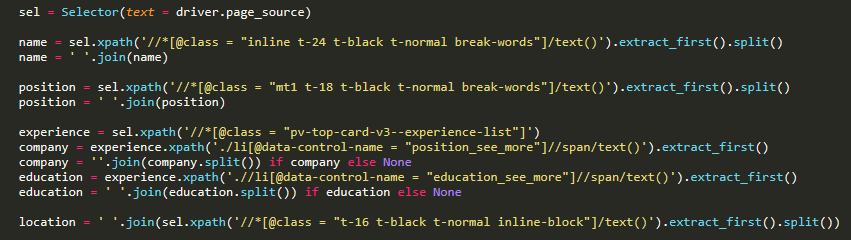 sel = Selector(text = driver.page_source)
name = sel.xpath('//*[@class = "inline t-24 t-black t-normal break-words"]/text()').extract_first().split()
name = ' '.join(name)
position = sel.xpath('//*[@class = "mt1 t-18 t-black t-normal break-words"]/text()').extract_first().split()
position = ' '.join(position)
experience = sel.xpath('//*[@class = "pv-top-card-v3--experience-list"]')
company = experience.xpath('./li[@data-control-name = "position_see_more"]//span/text()').extract_first()
company = ''.join(company.split()) if company else None
education = experience.xpath('.//li[@data-control-name = "education_see_more"]//span/text()').extract_first()
education = ' '.join(education.split()) if education else None
location = ' '.join(sel.xpath('//*[@class = "t-16 t-black t-normal inline-block"]/text()').extract_first().split())